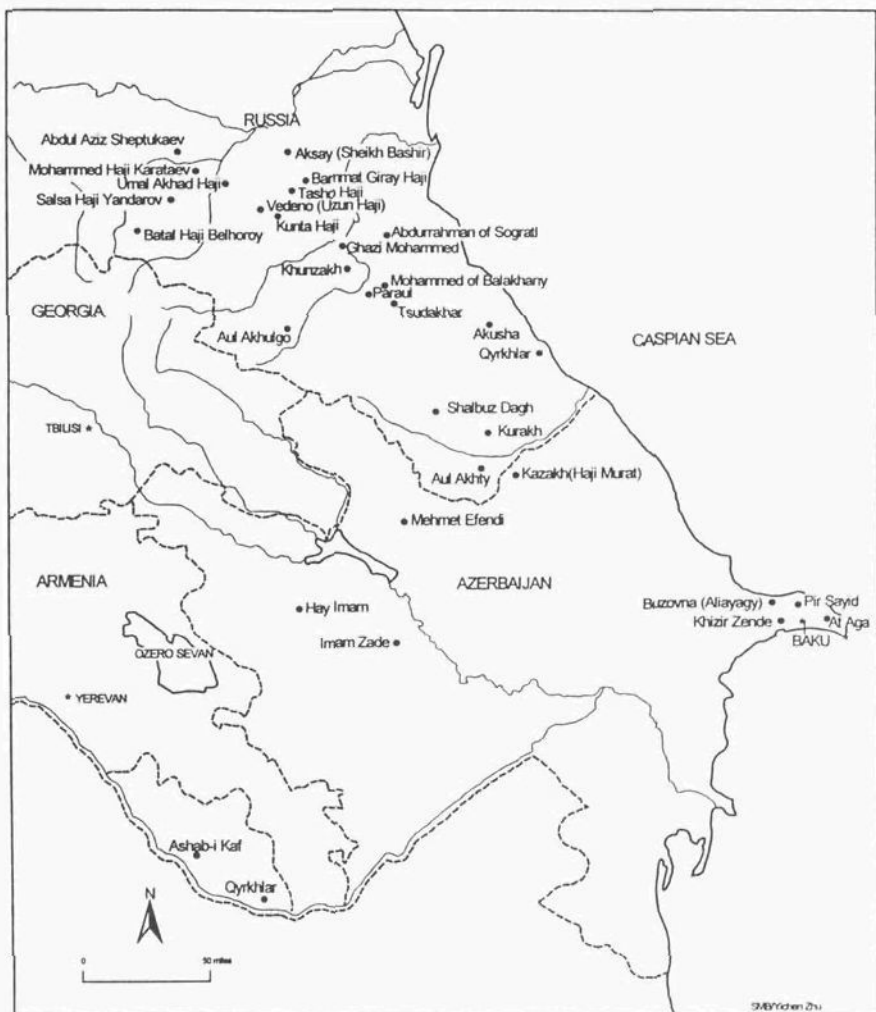 RUSSIA
Abdul Aziz Sheptukaev
Aksay (Sheikh Bashir)
Mohammed Haji Karataev
Bammat Giray Haji
Umal Akhad Haji
Tasho Haji
Salsa Haji Yandarov
Vedeno (Uzun Haji)
Kunta Haji
Batal Haji Belhoroy
Abdurrahman of Sogratl
Ghazi Mohammed
Khunzakh
Mohammed of Balakhany
Paraul
GEORGIA
Tsudakhar
Aul Akhulgo
Akusha
CASPIAN SEA
Qyrkhlar
Shalbuz Dagh
TBILISI
Kurakh
Aul Akhty
Kazakh(Haji Murat)
Mehmet Efendi
ARMENIA
AZERBAIJAN
Hay Imam
Buzovna (Aliayagy)
Pir Sayid
Khizir Zende
At Aga
BAKU
Imam Zade
OZERO SEVAN
YEREVAN
Ashab-i Kaf
Qyrkhlar
N
0
50 miles
SMB/Yichen Zhu